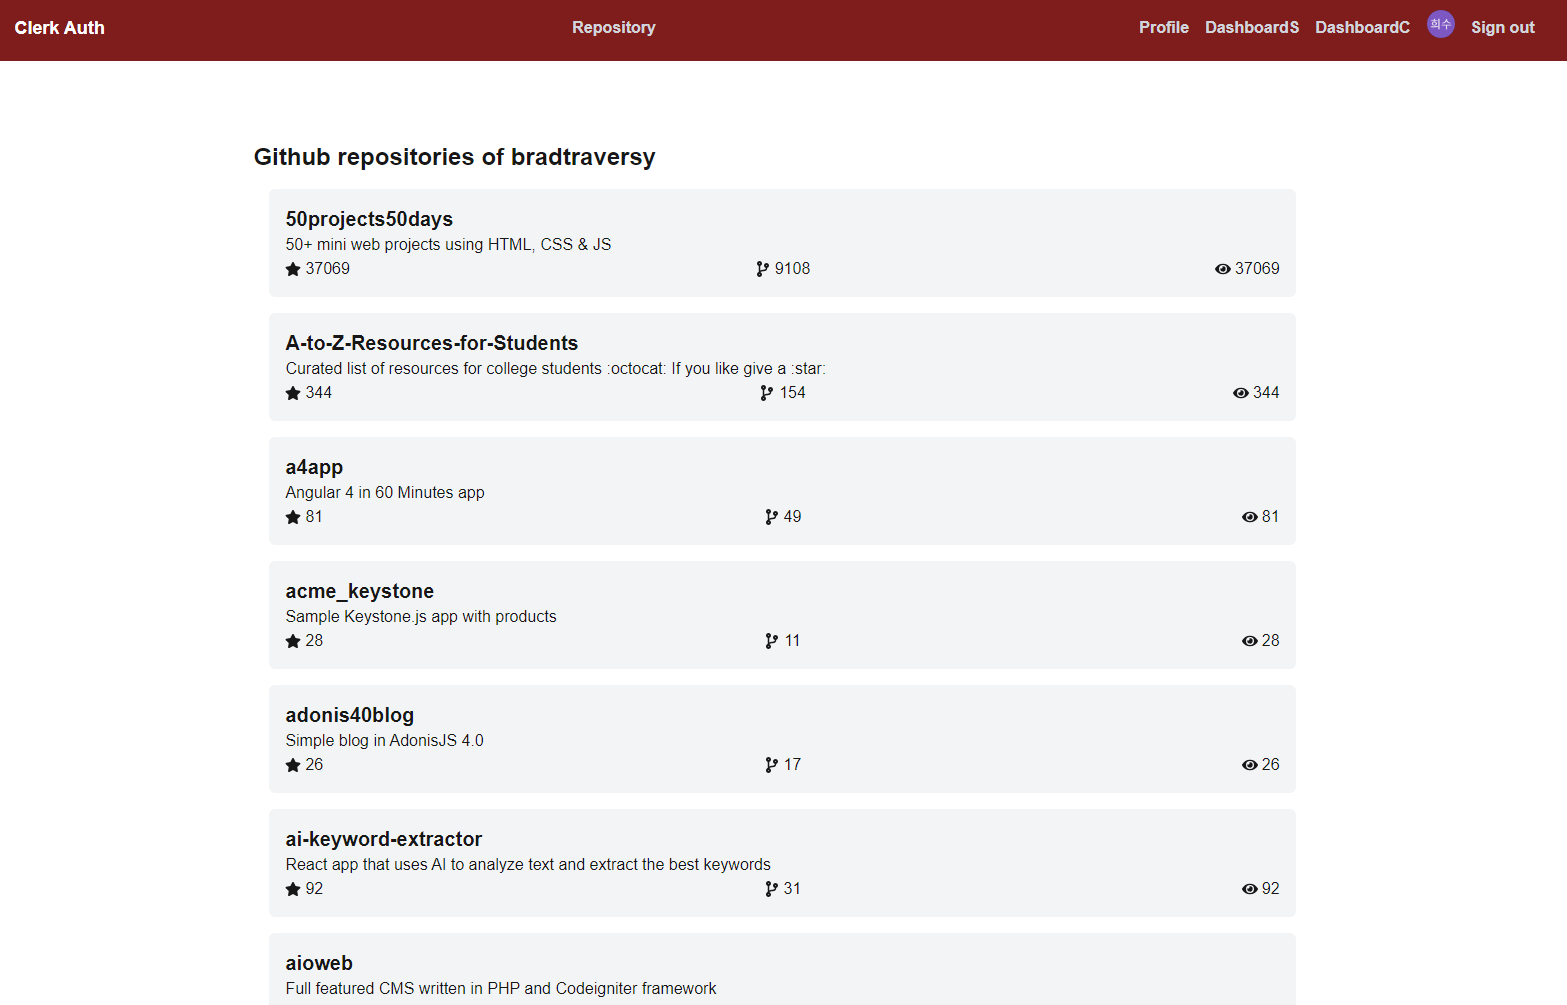 Clerk Auth Repository Profile DashboardS DashboardC 희수 Sign out
Github repositories of bradtraversy
50projects50days
50+ mini web projects using HTML, CSS & JS
37069 9108 37069
A-to-Z-Resources-for-Students
Curated list of resources for college students :octocat: If you like give a :star:
344 154 344
a4app
Angular 4 in 60 Minutes app
81 49 81
acme_keystone
Sample Keystone.js app with products
28 11 28
adonis40blog
Simple blog in AdonisJS 4.0
26 17 26
ai-keyword-extractor
React app that uses AI to analyze text and extract the best keywords
92 31 92
aioweb
Full featured CMS written in PHP and Codeigniter framework